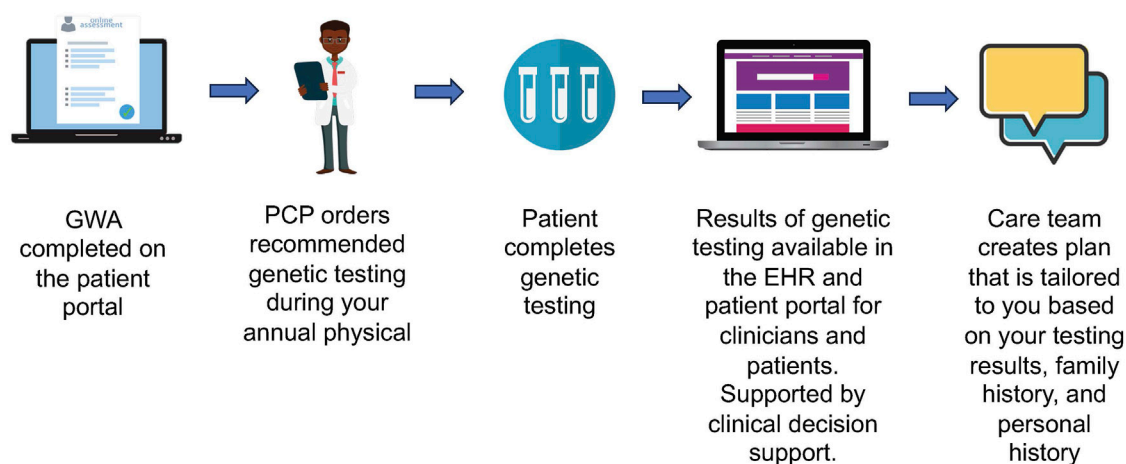 online
assessment
GWA
completed on
the patient
portal
PCP orders
recommended
genetic testing
during your
annual physical
Patient
completes
genetic
testing
Results of genetic
testing available in
the EHR and
patient portal for
clinicians and
patients.
Supported by
clinical decision
support.
Care team
creates plan
that is tailored
to you based
on your testing
results, family
history, and
personal
history